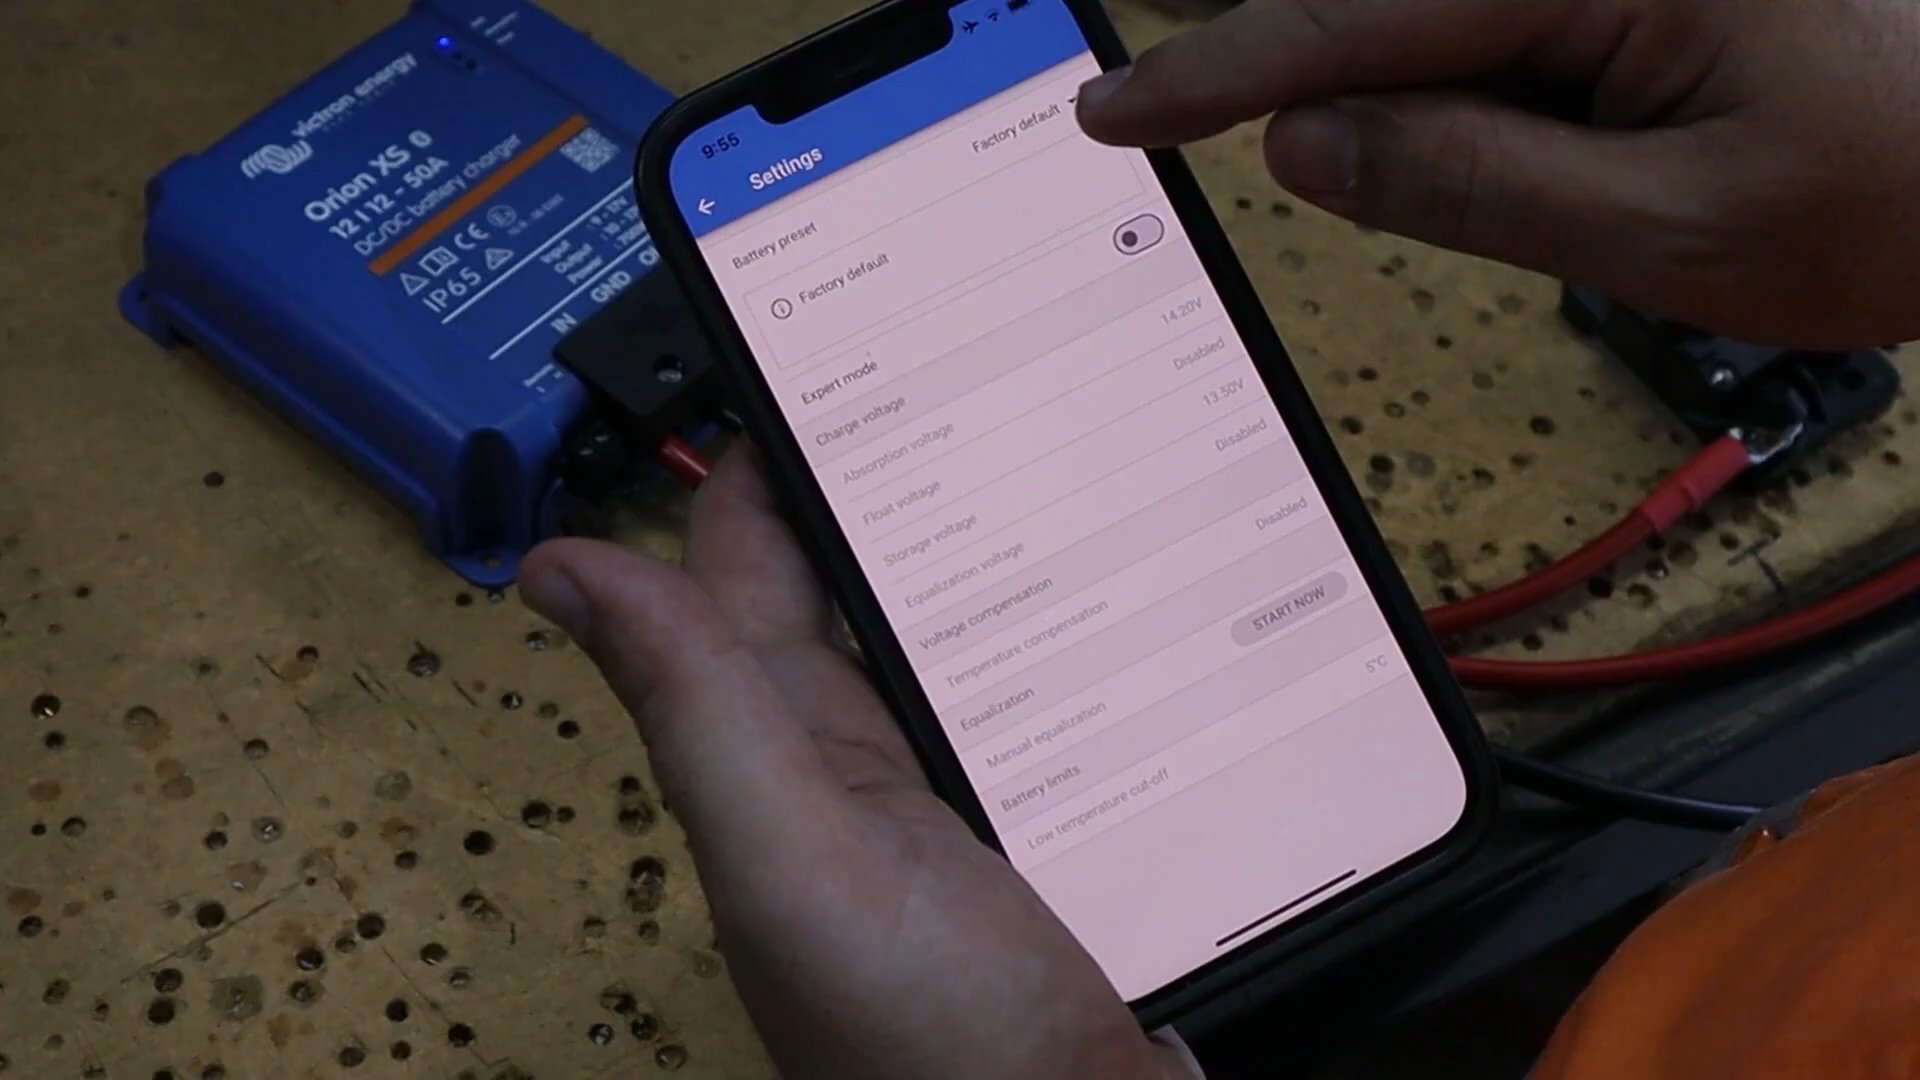 victron energy
Orion XS 0
12 | 12 - 50A
DC/DC battery charger
CE
IP65
Input
Output
Power
IN
GND
9:55
Settings
Battery preset
Factory default
Factory default
Expert mode
Charge voltage
Absorption voltage
14.20V
Float voltage
Disabled
Storage voltage
13.50V
Equalization voltage
Disabled
Voltage compensation
Temperature compensation
Disabled
Equalization
Manual equalization
START NOW
Battery limits
Low temperature cut-off
5°C